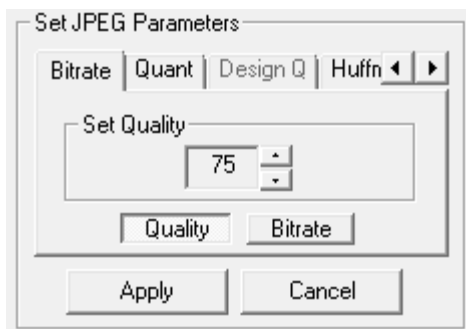 Set JPEG Parameters
Bitrate Quant Design Q Huffn
Set Quality
75
Quality Bitrate
Apply Cancel